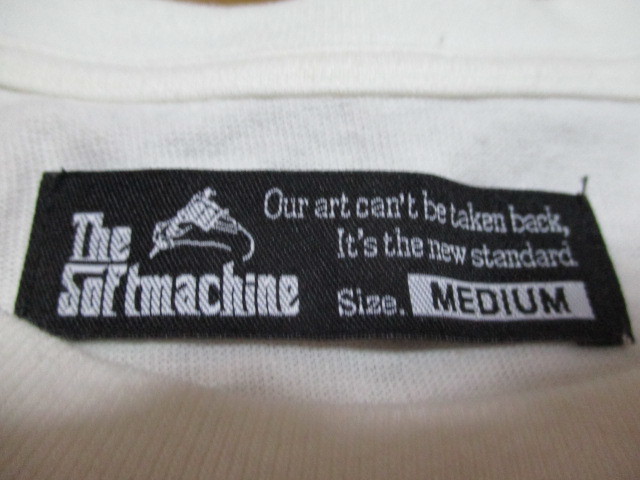 The
Softmachine
Our art can't be taken back,
It's the new standard
Size. MEDIUM